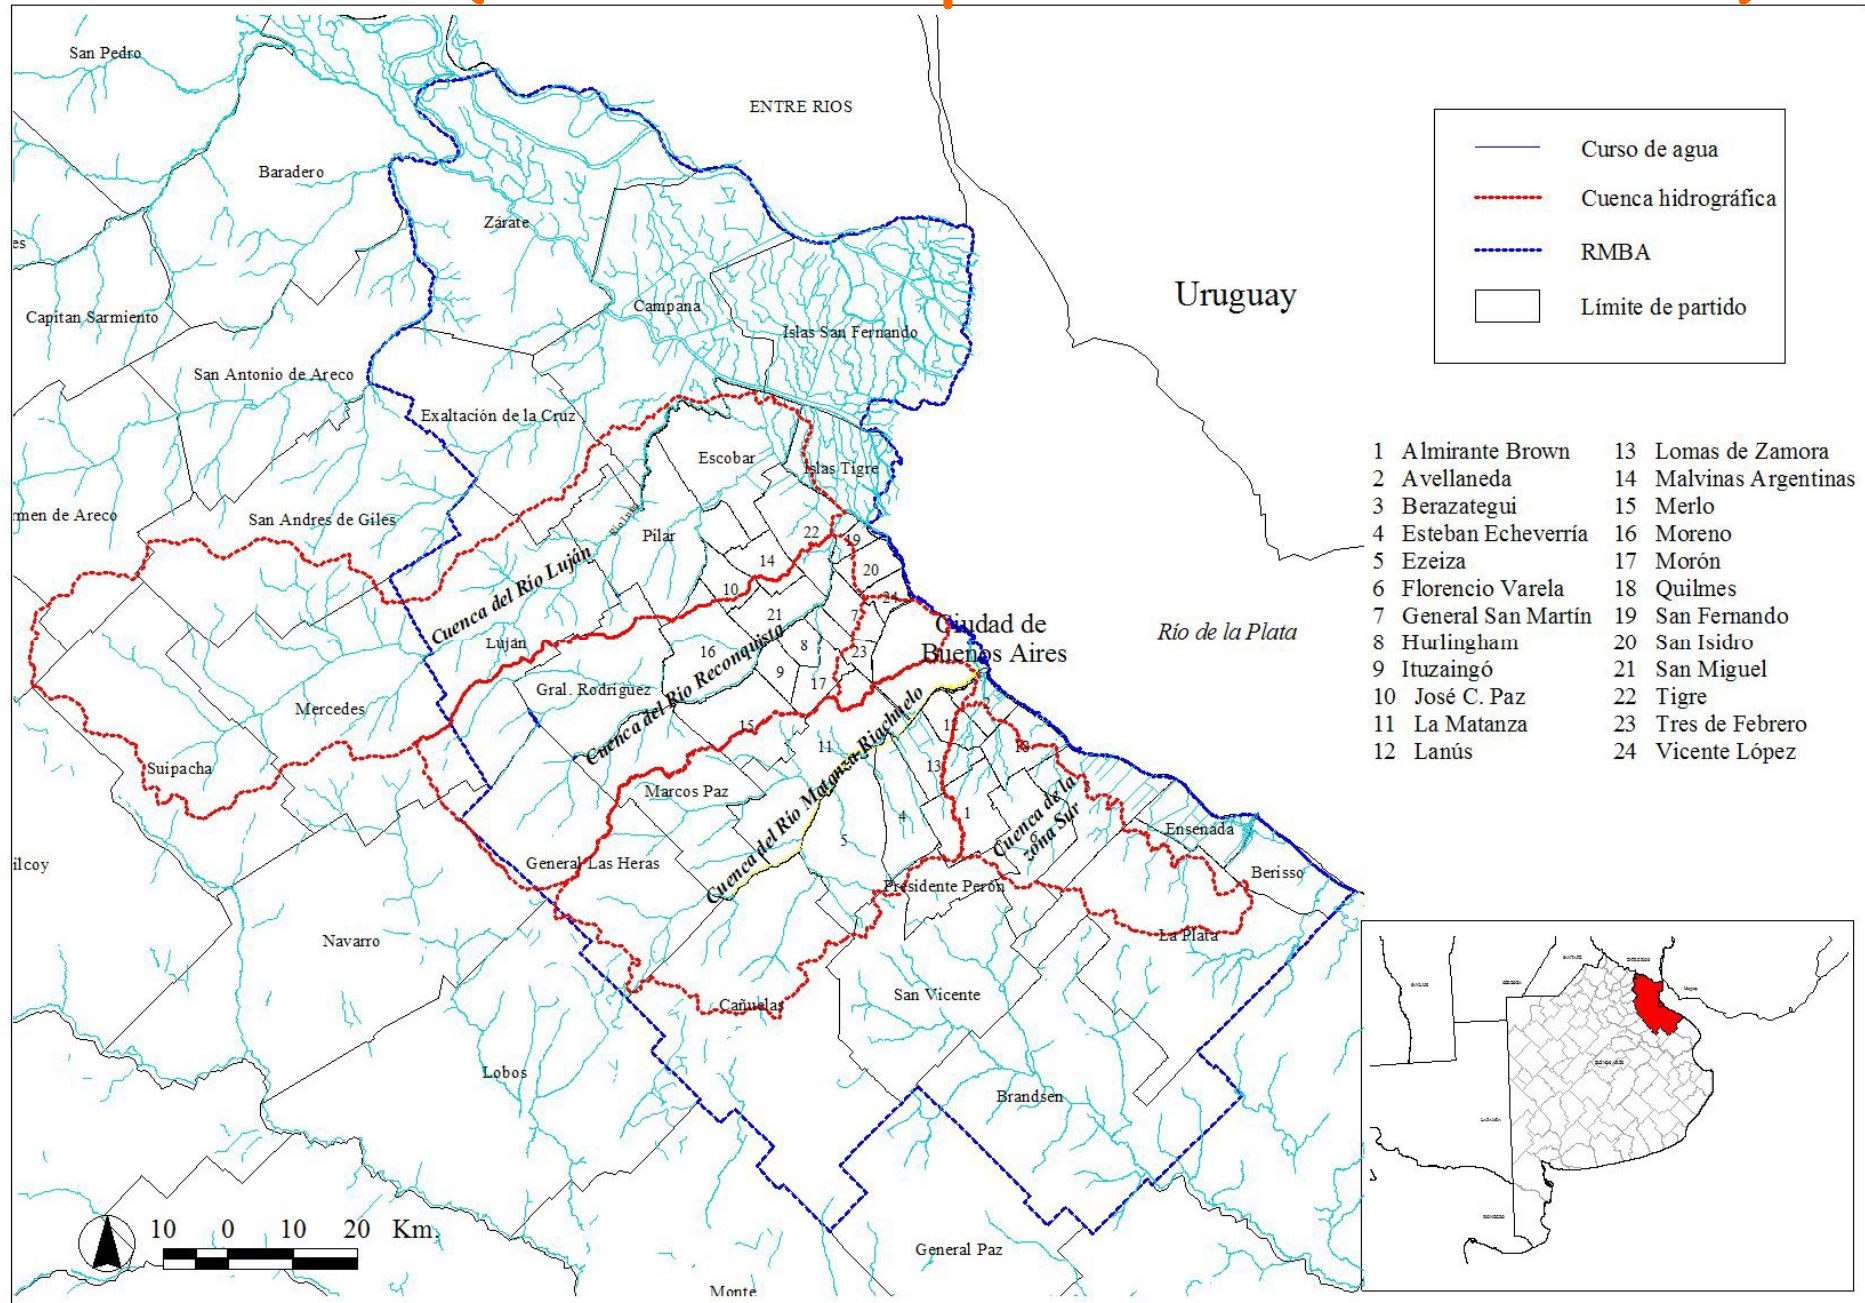 San Pedro
ENTRE RIOS
Baradero
Zárate
es
Capitan Sarmiento
Campana
Islas San Fernando
Uruguay
San Antonio de Areco
Exaltación de la Cruz
Escobar
Islas Tigre
men de Areco
San Andres de Giles
Pilar
22
19
14
20
10
24
Cuenca del Río Luján
21
7
Ciudad de
Buenos Aires
Río de la Plata
Luján
16
8
23
9
17
Gral. Rodríguez
Cuenca del Río Reconquista
Mercedes
2
15
11
12
18
Suipacha
13
Marcos Paz
Cuenca del Río Matanza-Riachuelo
4
1
5
6
Cuenca de la
zona Sur
Ensenada
ilcoy
General Las Heras
Presidente Perón
Berisso
Navarro
La Plata
San Vicente
Cañuelas
Lobos
Brandsen
General Paz
Monte
10 0 10 20 Km.
Curso de agua
Cuenca hidrográfica
RMBA
Límite de partido
1 Almirante Brown
2 Avellaneda
3 Berazategui
4 Esteban Echeverría
5 Ezeiza
6 Florencio Varela
7 General San Martín
8 Hurlingham
9 Ituzaingó
10 José C. Paz
11 La Matanza
12 Lanús
13 Lomas de Zamora
14 Malvinas Argentinas
15 Merlo
16 Moreno
17 Morón
18 Quilmes
19 San Fernando
20 San Isidro
21 San Miguel
22 Tigre
23 Tres de Febrero
24 Vicente López